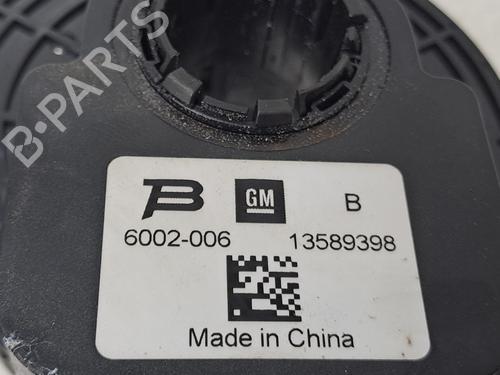 B-PARTS
B GM B
6002-006 13589398
Made in China